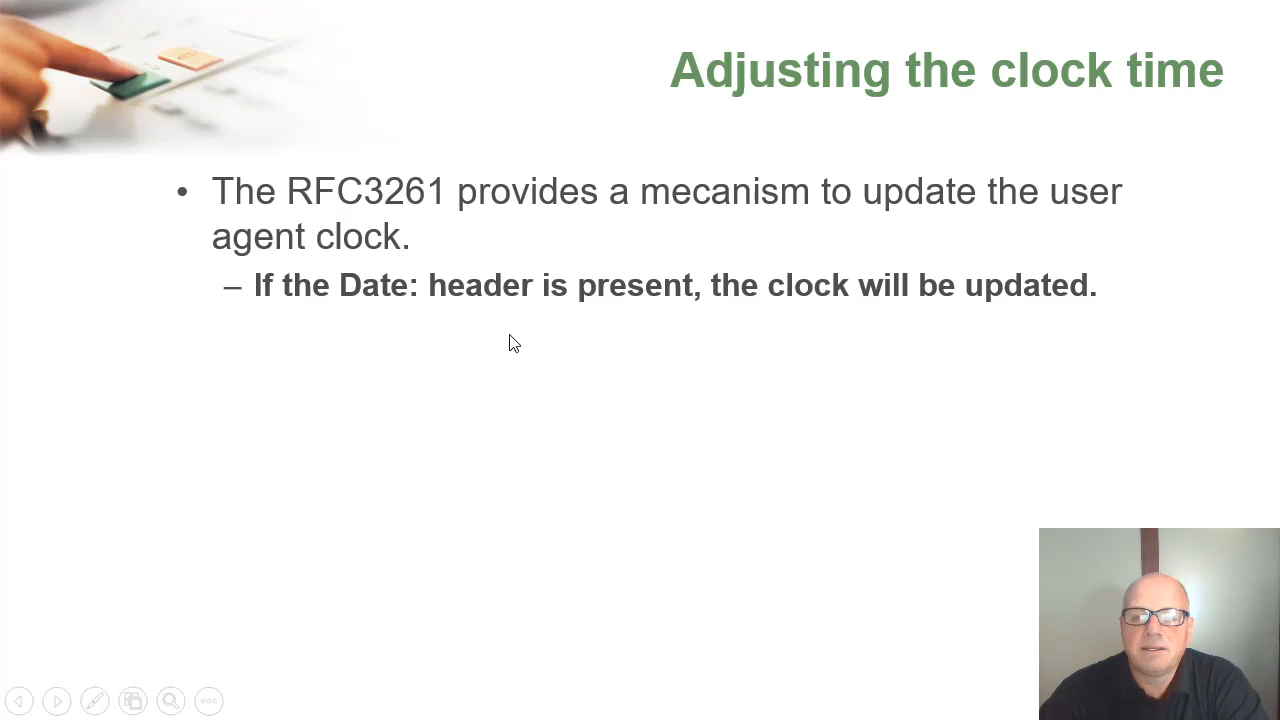 Adjusting the clock time
• The RFC3261 provides a mecanism to update the user
agent clock.
– If the Date: header is present, the clock will be updated.